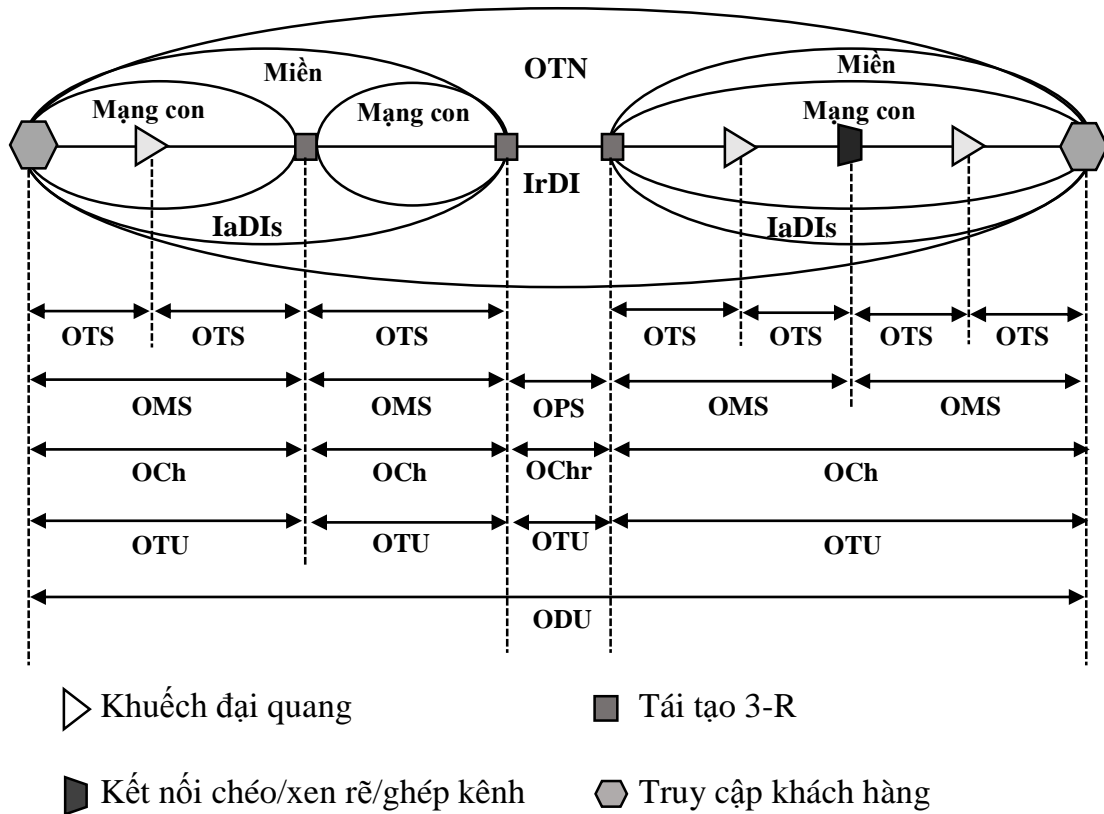 OTN
Miền
Miền
Mạng con
Mạng con
Mạng con
IrDI
IaDIs
IaDIs
OTS OTS OTS OTS OTS OTS OTS
OMS OMS OPS OMS OMS
OCh OCh OChr OCh
OTU OTU OTU OTU
ODU
Khuếch đại quang Tái tạo 3-R
Kết nối chéo/xen rẽ/ghép kênh Truy cập khách hàng